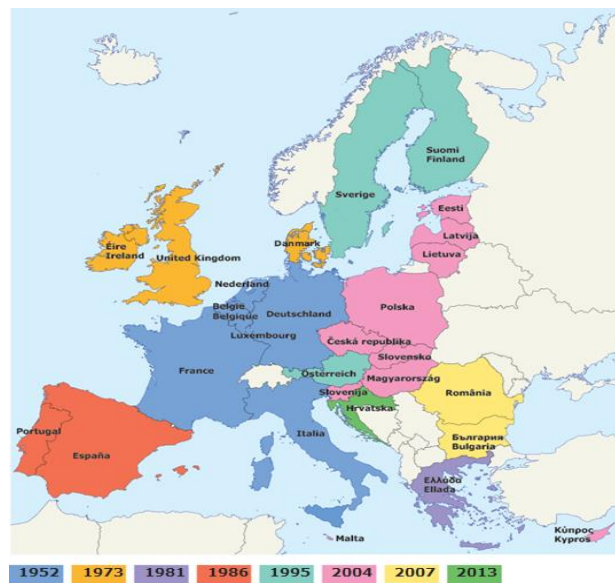 Suomi
Finland
Sverige
Eesti
Latvija
Lietuva
Danmark
Éire
Ireland
United Kingdom
Nederland
België
Belgique
Deutschland
Luxembourg
Polska
Česká republika
Slovensko
Österreich
Magyarország
France
Slovenija
Hrvatska
România
България
Bulgaria
Italia
Portugal
España
Ελλάδα
Ellada
Malta
Κύπρος
Kypros
1952 1973 1981 1986 1995 2004 2007 2013